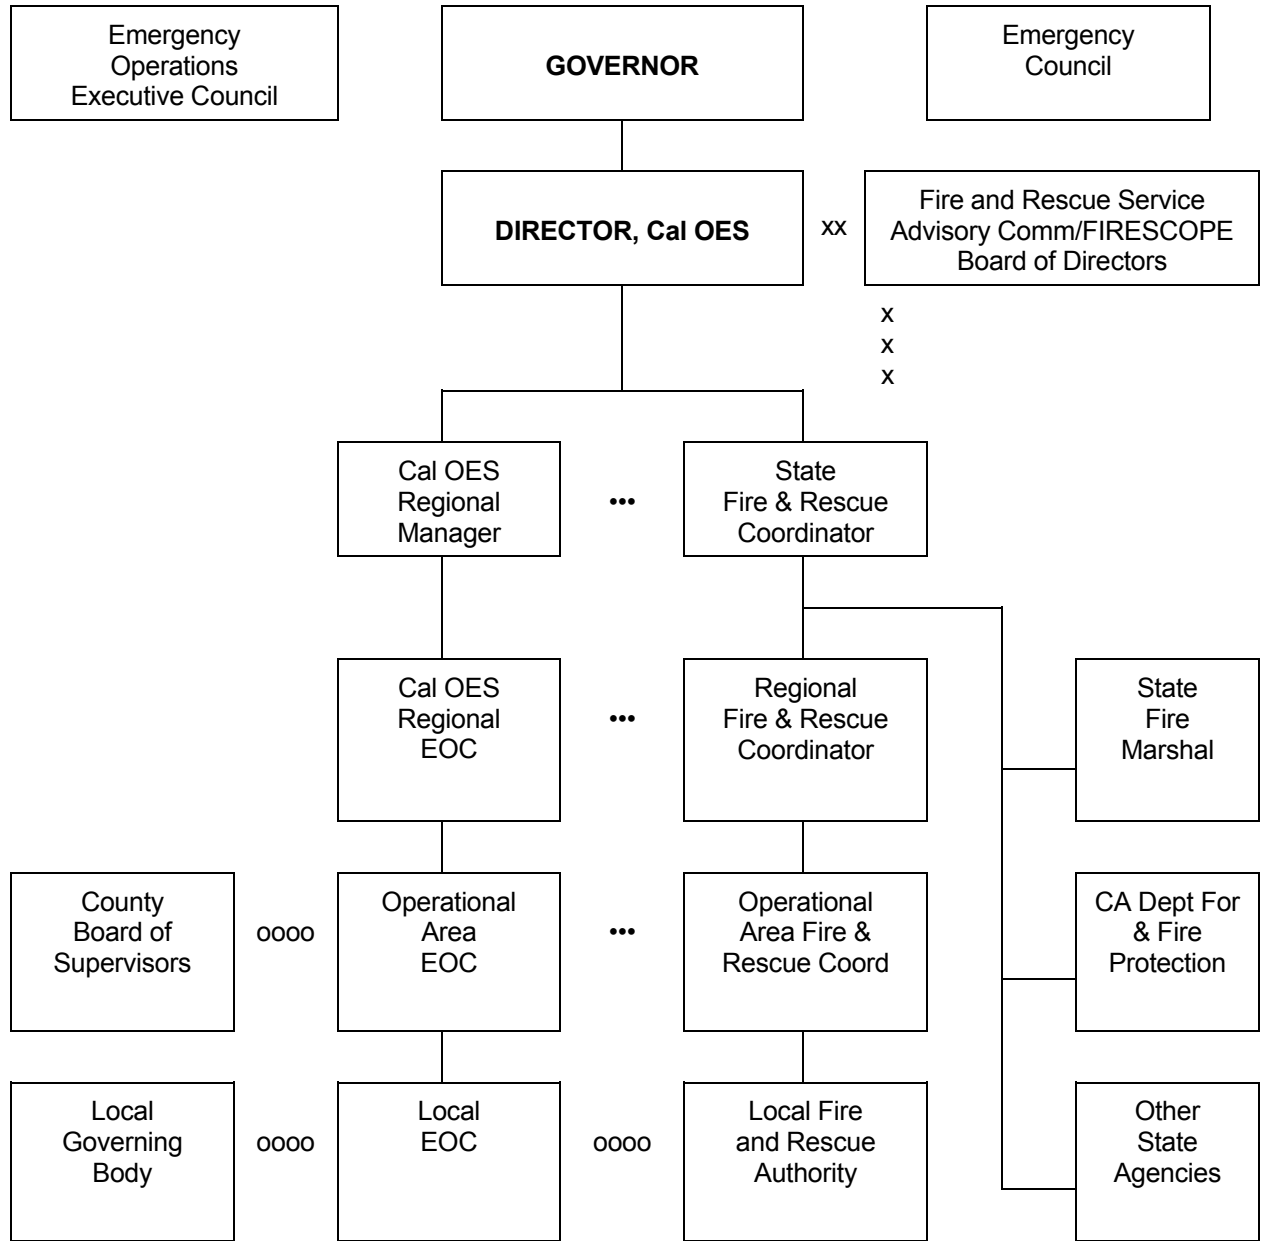 Emergency
Operations
Executive Council
GOVERNOR
Emergency
Council
DIRECTOR, Cal OES
xx
Fire and Rescue Service
Advisory Comm/FIRESCOPE
Board of Directors
x
x
x
Cal OES
Regional
Manager
•••
State
Fire & Rescue
Coordinator
Cal OES
Regional
EOC
•••
Regional
Fire & Rescue
Coordinator
State
Fire
Marshal
County
Board of
Supervisors
oooo
Operational
Area
EOC
•••
Operational
Area Fire &
Rescue Coord
CA Dept For
& Fire
Protection
Local
Governing
Body
oooo
Local
EOC
oooo
Local Fire
and Rescue
Authority
Other
State
Agencies